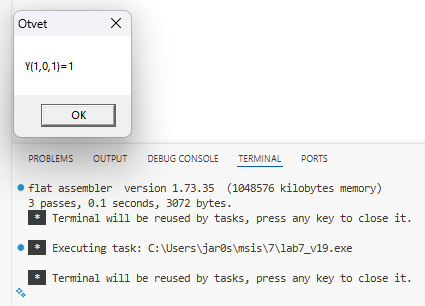 Otvet
Y(1,0,1)=1
OK
PROBLEMS OUTPUT DEBUG CONSOLE TERMINAL PORTS
flat assembler  version 1.73.35  (1048576 kilobytes memory)
3 passes, 0.1 seconds, 3072 bytes.
*  Terminal will be reused by tasks, press any key to close it.
*  Executing task: C:\Users\jar0s\msis\7\lab7_v19.exe
*  Terminal will be reused by tasks, press any key to close it.